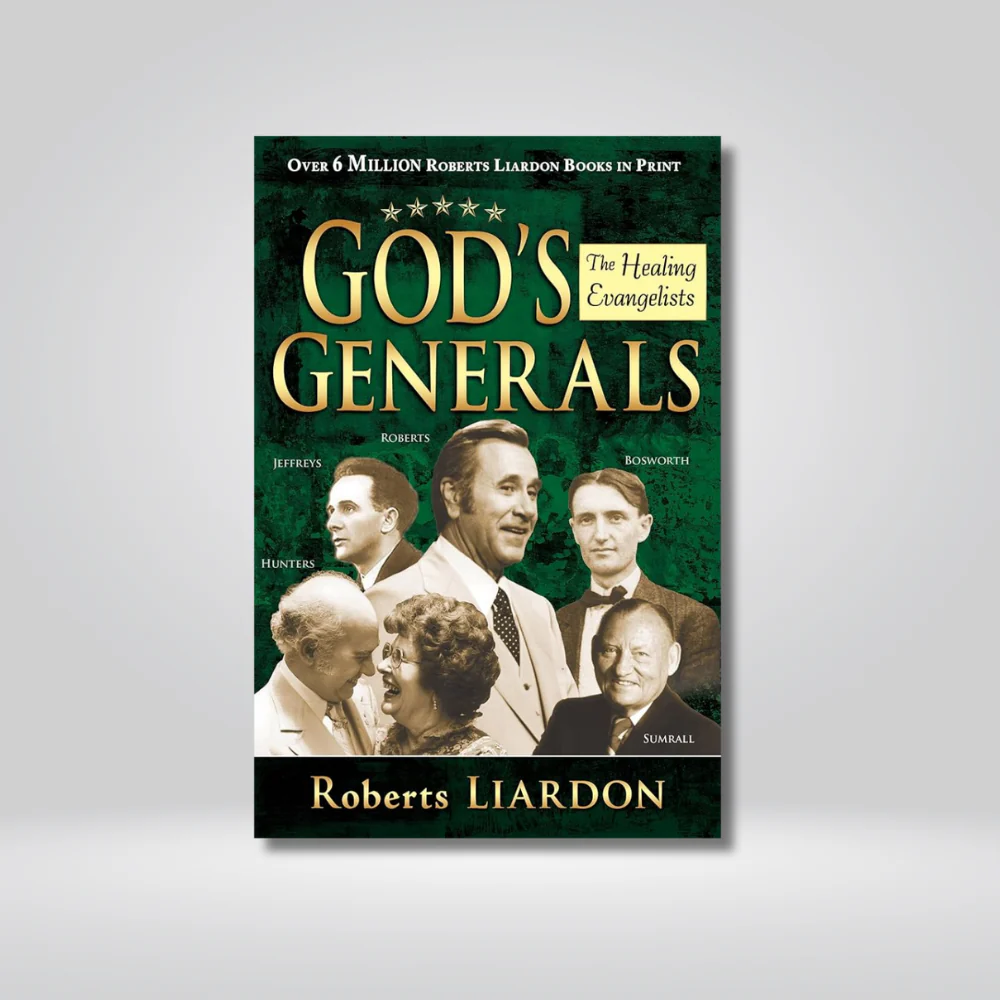 Over 6 Million Roberts Liardon Books in Print
God's
The Healing
Evangelists
Generals
Roberts
Jeffreys
Bosworth
Hunters
Sumrall
Roberts Liardon